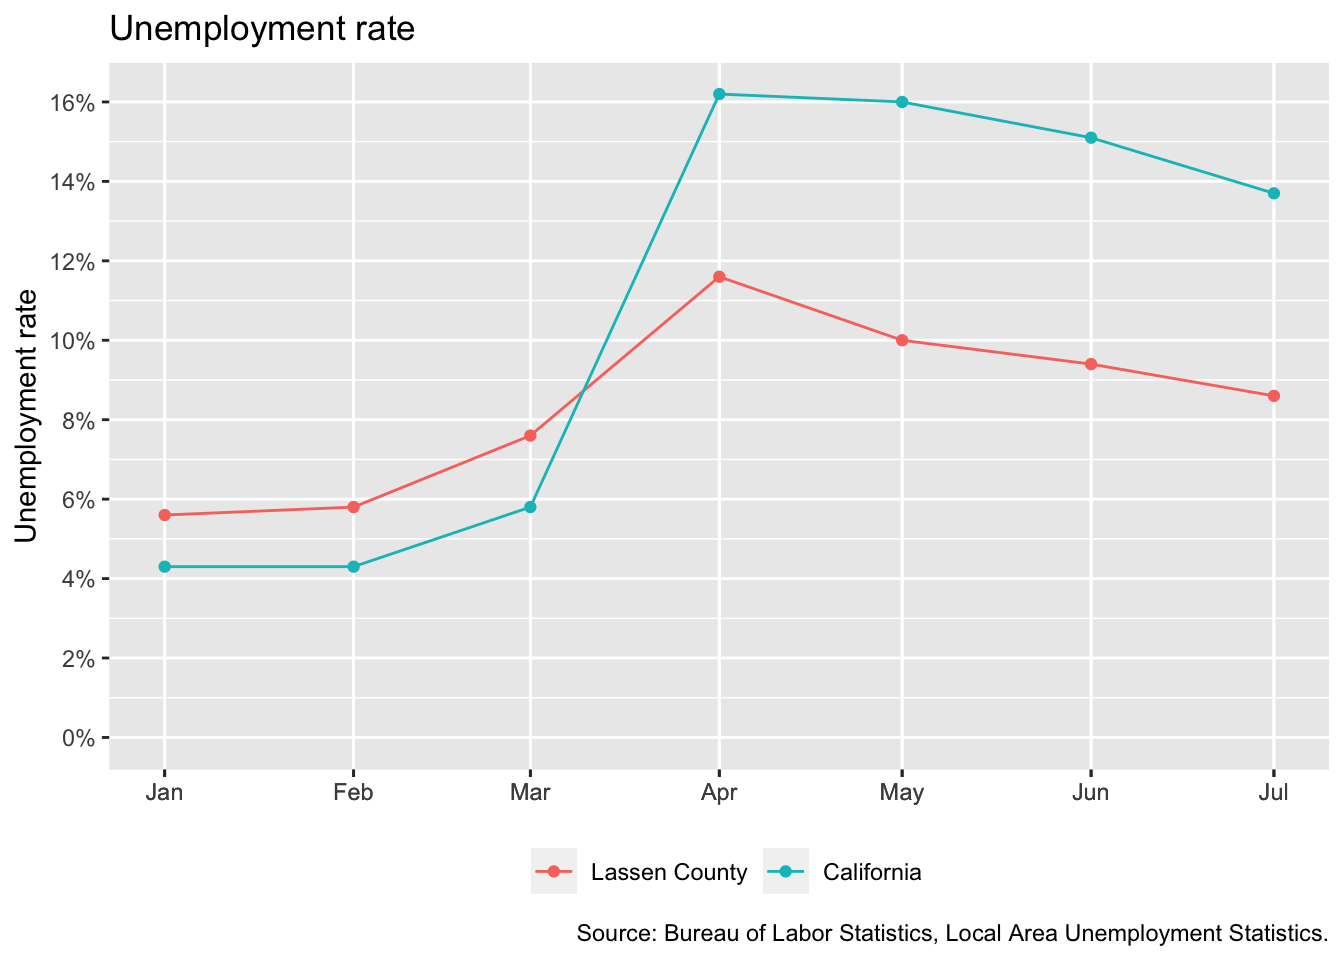 Unemployment rate
Unemployment rate
16%
14%
12%
10%
8%
6%
4%
2%
0%
Jan Feb Mar Apr May Jun Jul
Lassen County California
Source: Bureau of Labor Statistics, Local Area Unemployment Statistics.